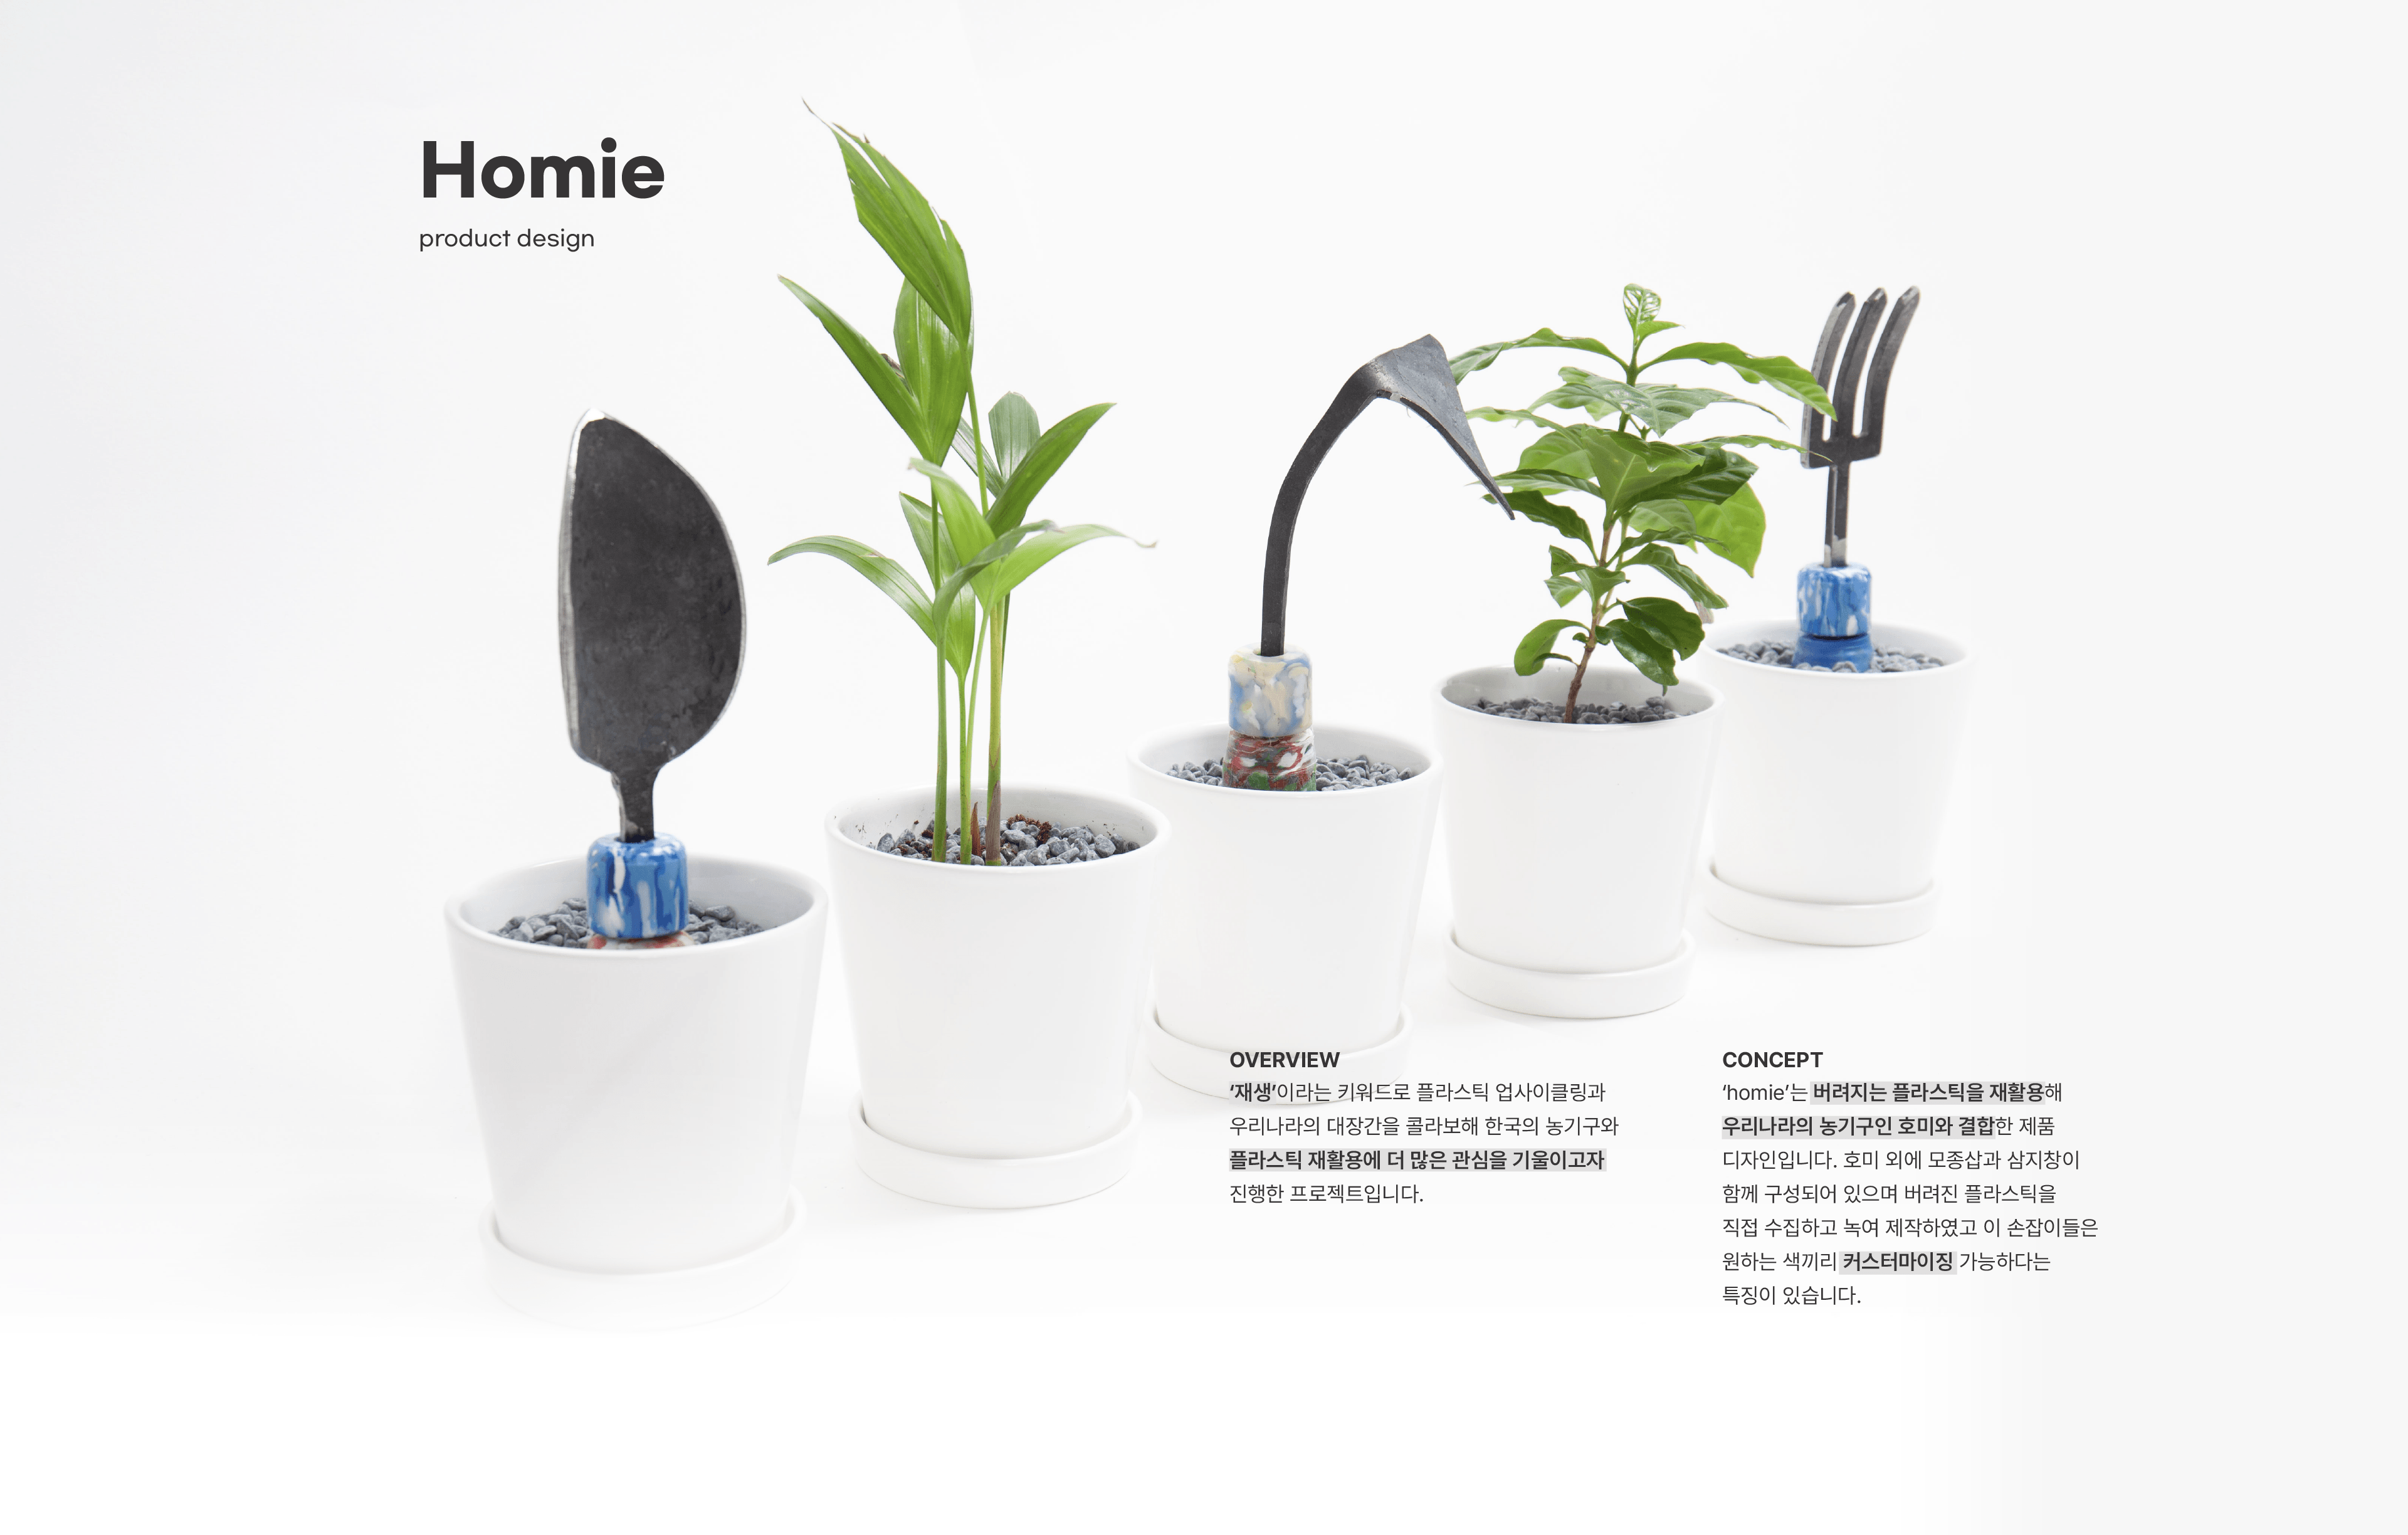 Homie
product design
OVERVIEW
‘재생’이라는 키워드로 플라스틱 업사이클링과
우리나라의 대장간을 콜라보해 한국의 농기구와
플라스틱 재활용에 더 많은 관심을 기울이고자
진행한 프로젝트입니다.
CONCEPT
‘homie’는 버려지는 플라스틱을 재활용해
우리나라의 농기구인 호미와 결합한 제품
디자인입니다. 호미 외에 모종삽과 삼지창이
함께 구성되어 있으며 버려진 플라스틱을
직접 수집하고 녹여 제작하였고 이 손잡이들은
원하는 색끼리 커스터마이징 가능하다는
특징이 있습니다.